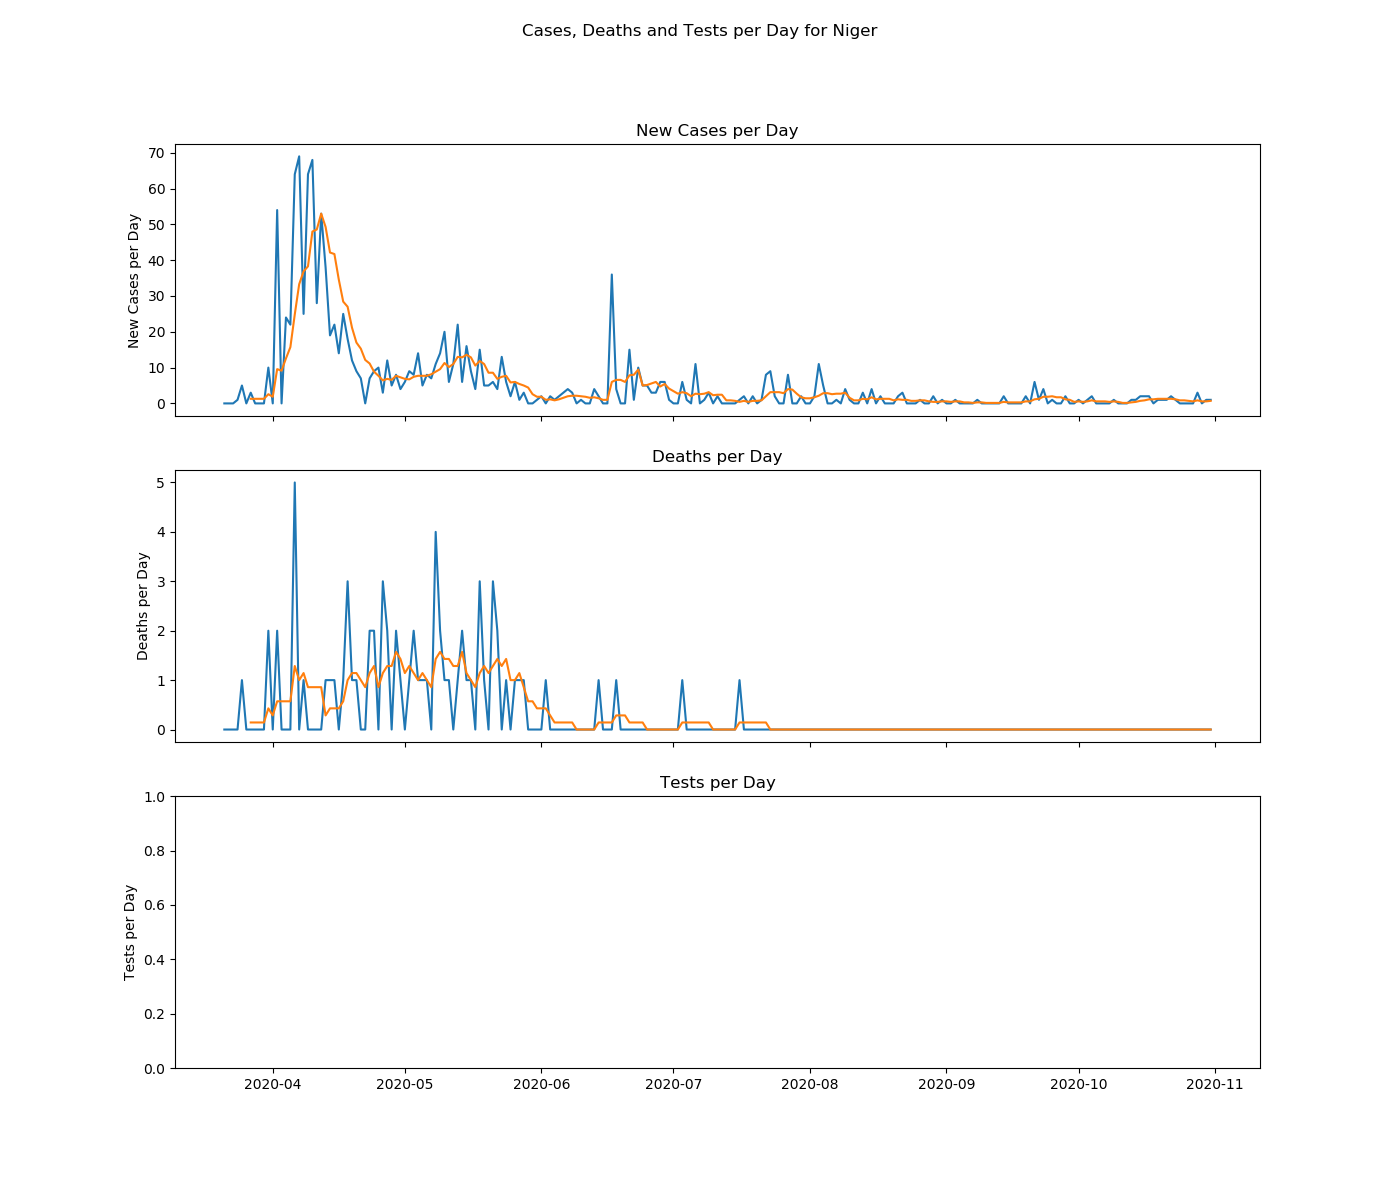 Cases, Deaths and Tests per Day for Niger
New Cases per Day
70
60
50
40
30
20
10
0
New Cases per Day
Deaths per Day
5
4
3
2
1
0
Deaths per Day
Tests per Day
1.0
0.8
0.6
0.4
0.2
0.0
Tests per Day
2020-04 2020-05 2020-06 2020-07 2020-08 2020-09 2020-10 2020-11